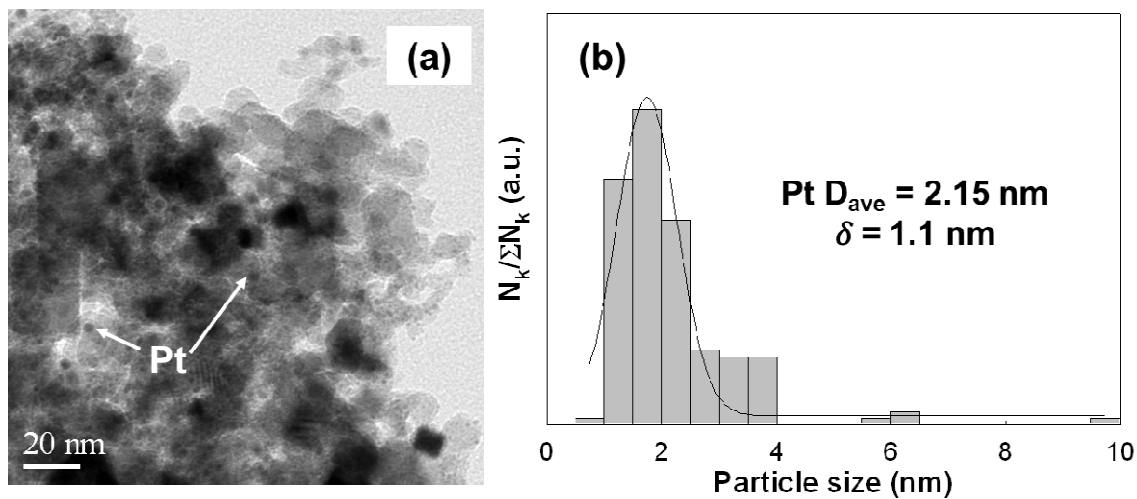 (a)
Pt
20 nm
(b)
N_k/ΣN_k (a.u.)
Pt D_ave = 2.15 nm
δ = 1.1 nm
0 2 4 6 8 10
Particle size (nm)